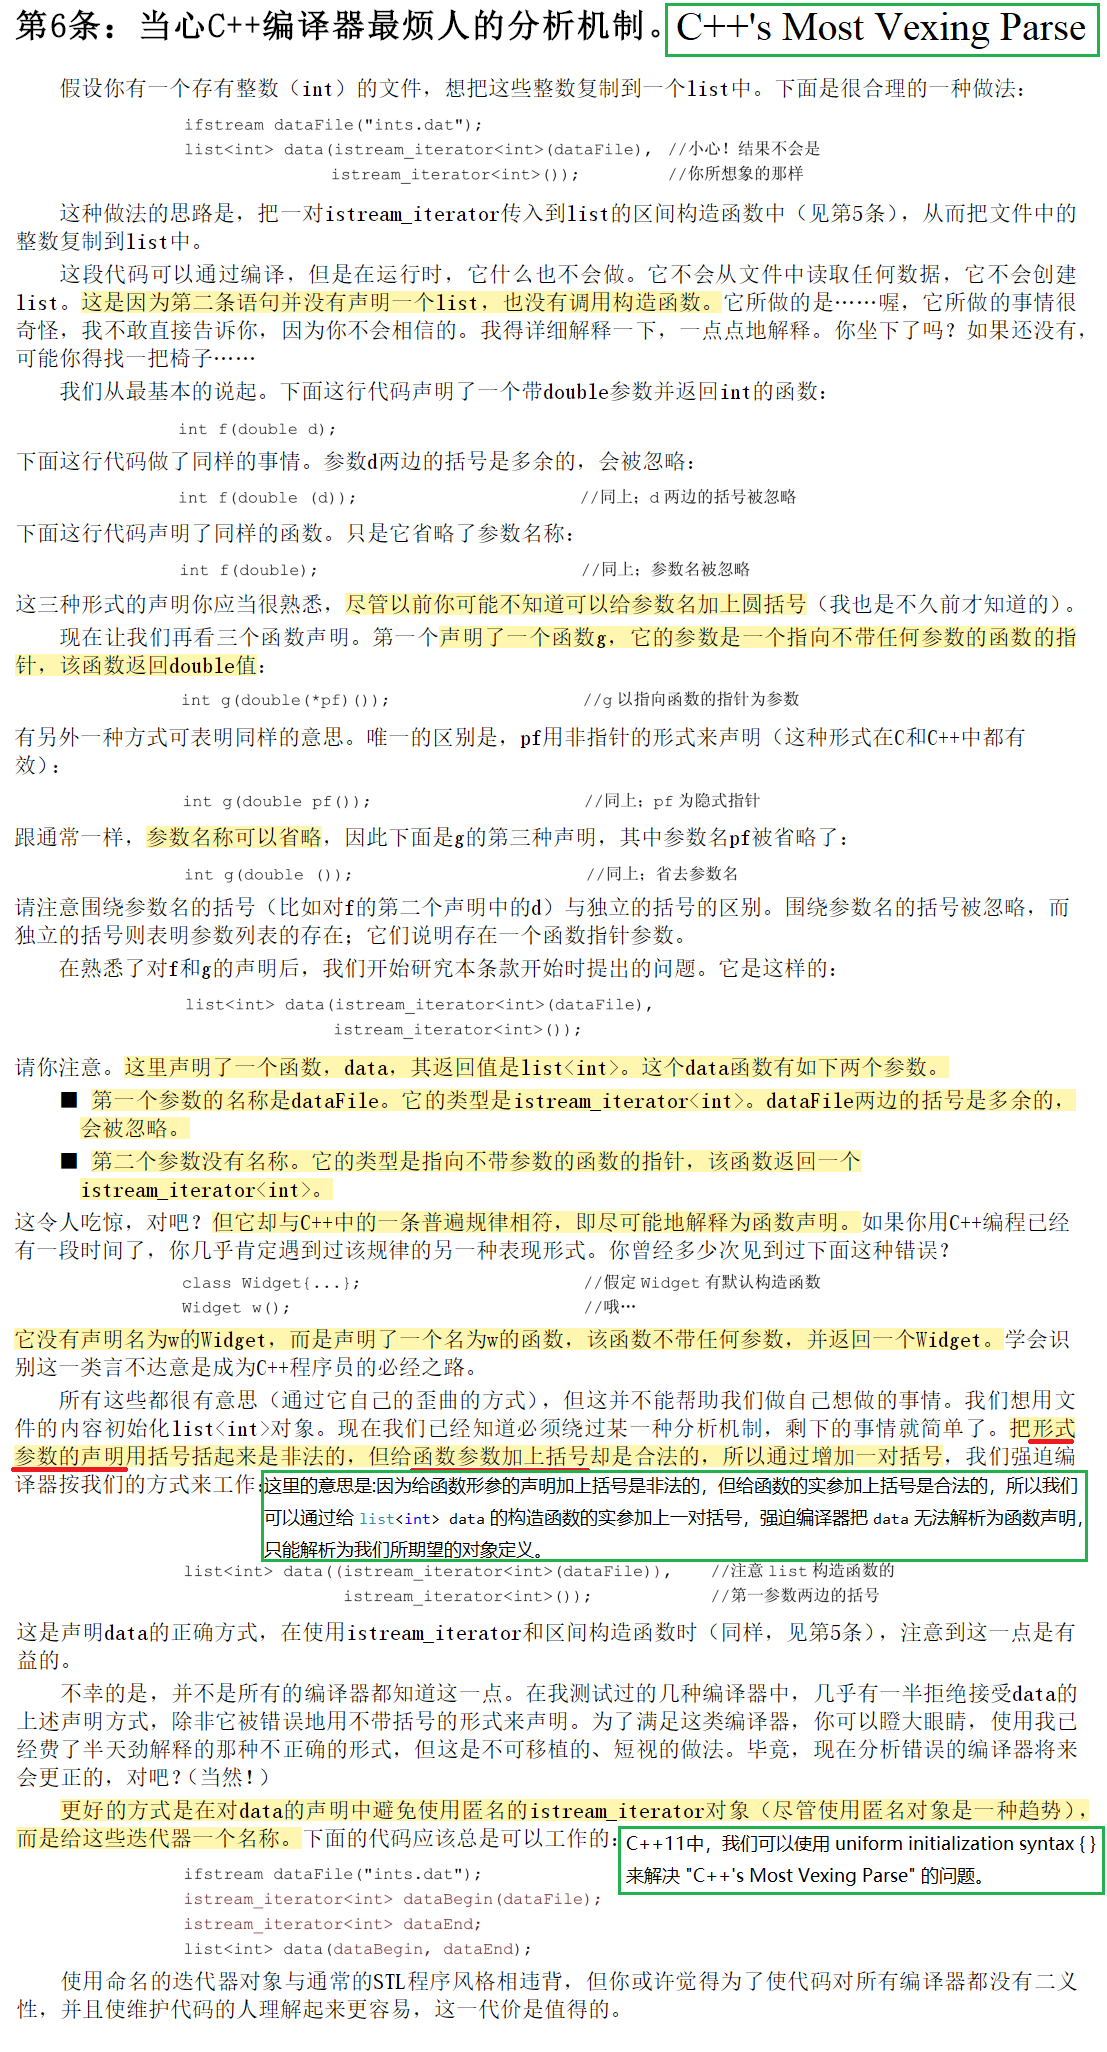 第6条：当心C++编译器最烦人的分析机制。
C++'s Most Vexing Parse
假设你有一个存有整数（int）的文件，想把这些整数复制到一个list中。下面是很合理的一种做法：
ifstream dataFile("ints.dat");
list<int> data(istream_iterator<int>(dataFile), //小心！结果不会是
istream_iterator<int>()); //你所想象的那样
这种做法的思路是，把一对istream_iterator传入到list的区间构造函数中（见第5条），从而把文件中的
整数复制到list中。
这段代码可以通过编译，但是在运行时，它什么也不会做。它不会从文件中读取任何数据，它不会创建
list。这是因为第二条语句并没有声明一个list，也没有调用构造函数。它所做的是……喔，它所做的事情很
奇怪，我不敢直接告诉你，因为你不会相信的。我得详细解释一下，一点点地解释。你坐下了吗？如果还没有，
可能你得找一把椅子……
我们从最基本的说起。下面这行代码声明了一个带double参数并返回int的函数：
int f(double d);
下面这行代码做了同样的事情。参数d两边的括号是多余的，会被忽略：
int f(double (d)); //同上；d 两边的括号被忽略
下面这行代码声明了同样的函数。只是它省略了参数名称：
int f(double); //同上；参数名被忽略
这三种形式的声明你应当很熟悉，尽管以前你可能不知道可以给参数名加上圆括号（我也是不久前才知道的）。
现在让我们再看三个函数声明。第一个声明了一个函数g，它的参数是一个指向不带任何参数的函数的指
针，该函数返回double值：
int g(double(*pf)()); //g 以指向函数的指针为参数
有另外一种方式可表明同样的意思。唯一的区别是，pf用非指针的形式来声明（这种形式在C和C++中都有
效）：
int g(double pf()); //同上；pf 为隐式指针
跟通常一样，参数名称可以省略，因此下面是g的第三种声明，其中参数名pf被省略了：
int g(double ()); //同上；省去参数名
请注意围绕参数名的括号（比如对f的第二个声明中的d）与独立的括号的区别。围绕参数名的括号被忽略，而
独立的括号则表明参数列表的存在；它们说明存在一个函数指针参数。
在熟悉了对f和g的声明后，我们开始研究本条款开始时提出的问题。它是这样的：
list<int> data(istream_iterator<int>(dataFile),
istream_iterator<int>());
请你注意。这里声明了一个函数，data，其返回值是list<int>。这个data函数有如下两个参数。
■ 第一个参数的名称是dataFile。它的类型是istream_iterator<int>。dataFile两边的括号是多余的，
会被忽略。
■ 第二个参数没有名称。它的类型是指向不带参数的函数的指针，该函数返回一个
istream_iterator<int>。
这令人吃惊，对吧？但它却与C++中的一条普遍规律相符，即尽可能地解释为函数声明。如果你用C++编程已经
有一段时间了，你几乎肯定遇到过该规律的另一种表现形式。你曾经多少次见到过下面这种错误？
class Widget{...}; //假定 Widget 有默认构造函数
Widget w(); //哦…
它没有声明名为w的Widget，而是声明了一个名为w的函数，该函数不带任何参数，并返回一个Widget。学会识
别这一类言不达意是成为C++程序员的必经之路。
所有这些都很有意思（通过它自己的歪曲的方式），但这并不能帮助我们做自己想做的事情。我们想用文
件的内容初始化list<int>对象。现在我们已经知道必须绕过某一种分析机制，剩下的事情就简单了。把形式
参数的声明用括号括起来是非法的，但给函数参数加上括号却是合法的，所以通过增加一对括号，我们强迫编
译器按我们的方式来工作：
这里的意思是:因为给函数形参的声明加上括号是非法的，但给函数的实参加上括号是合法的，所以我们
可以通过给 list<int> data 的构造函数的实参加上一对括号，强迫编译器把 data 无法解析为函数声明，
只能解析为我们所期望的对象定义。
list<int> data((istream_iterator<int>(dataFile)), //注意 list 构造函数的
istream_iterator<int>()); //第一参数两边的括号
这是声明data的正确方式，在使用istream_iterator和区间构造函数时（同样，见第5条），注意到这一点是有
益的。
不幸的是，并不是所有的编译器都知道这一点。在我测试过的几种编译器中，几乎有一半拒绝接受data的
上述声明方式，除非它被错误地用不带括号的形式来声明。为了满足这类编译器，你可以瞪大眼睛，使用我已
经费了半天劲解释的那种不正确的形式，但这是不可移植的、短视的做法。毕竟，现在分析错误的编译器将来
会更正的，对吧？（当然！）
更好的方式是在对data的声明中避免使用匿名的istream_iterator对象（尽管使用匿名对象是一种趋势），
而是给这些迭代器一个名称。下面的代码应该总是可以工作的：
C++11中，我们可以使用 uniform initialization syntax { }
来解决 "C++'s Most Vexing Parse" 的问题。
ifstream dataFile("ints.dat");
istream_iterator<int> dataBegin(dataFile);
istream_iterator<int> dataEnd;
list<int> data(dataBegin, dataEnd);
使用命名的迭代器对象与通常的STL程序风格相违背，但你或许觉得为了使代码对所有编译器都没有二义
性，并且使维护代码的人理解起来更容易，这一代价是值得的。